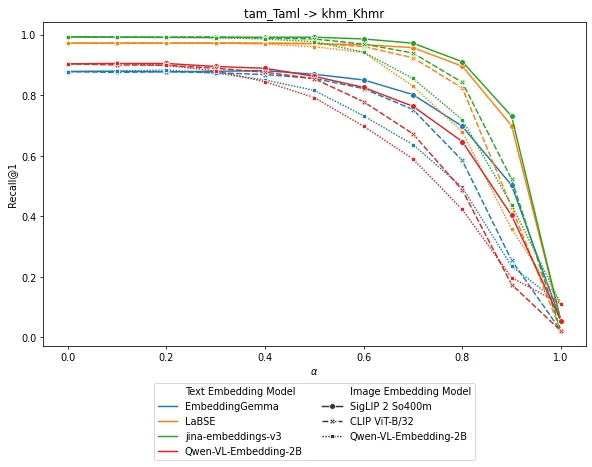 tam_Taml -> khm_Khmr
1.0
0.8
0.6
0.4
0.2
0.0
Recall@1
0.0 0.2 0.4 0.6 0.8 1.0
α
Text Embedding Model Image Embedding Model
EmbeddingGemma SigLIP 2 So400m
LaBSE CLIP ViT-B/32
jina-embeddings-v3 Qwen-VL-Embedding-2B
Qwen-VL-Embedding-2B